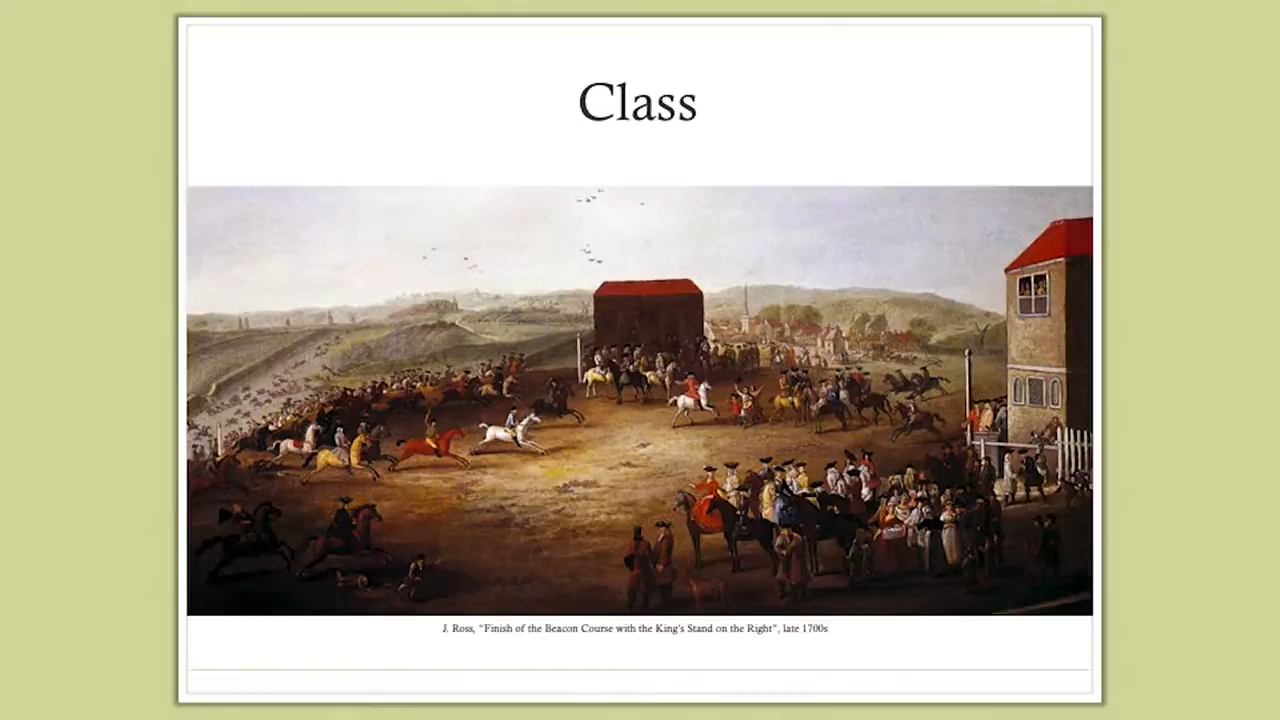 Class
J. Ross, "Finish of the Beacon Course with the King's Stand on the Right", late 1700s